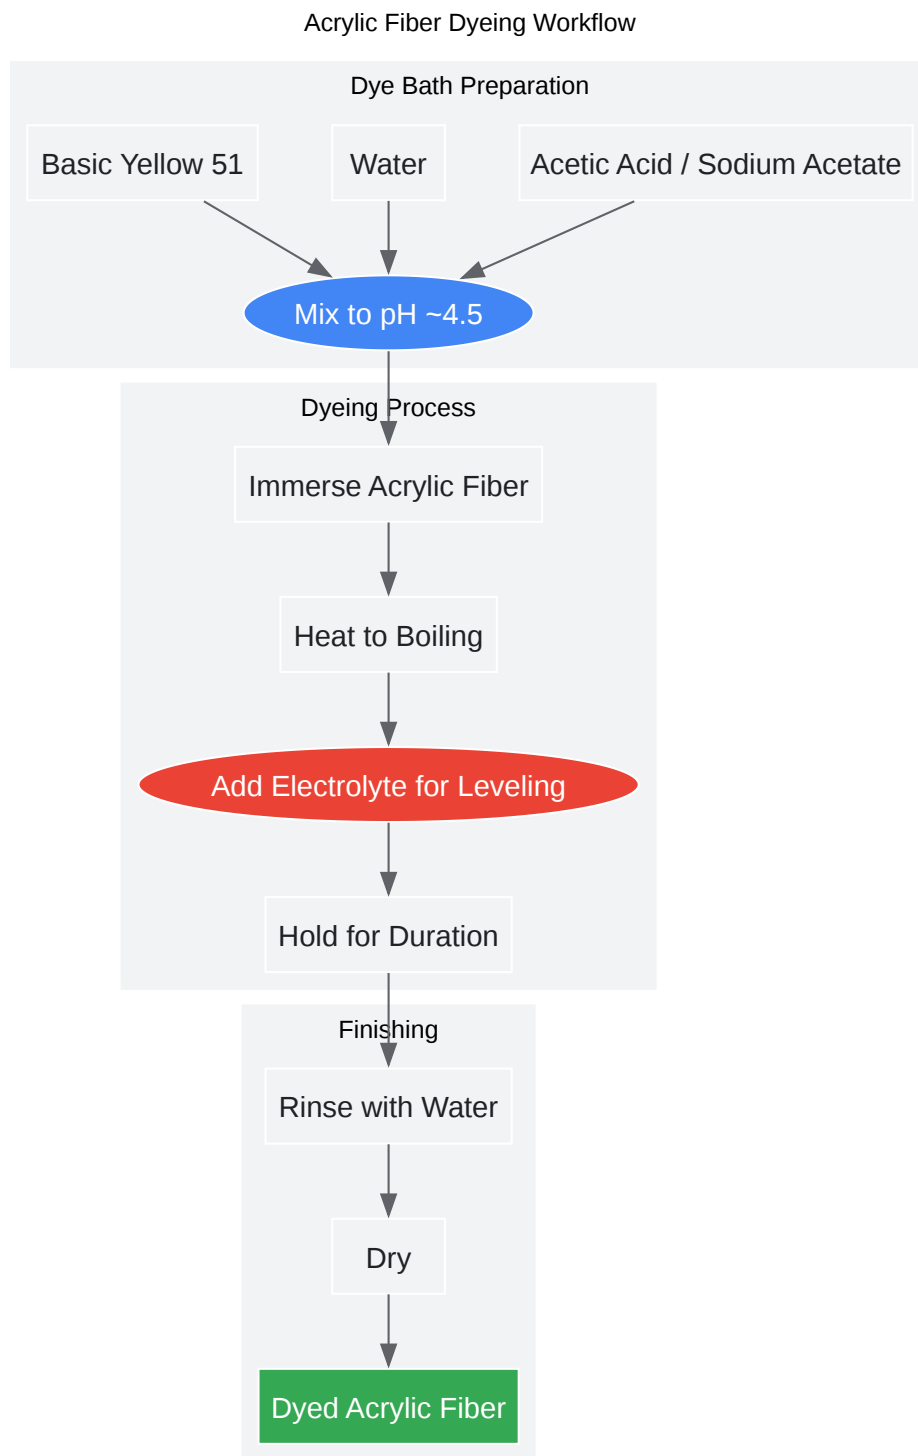 Acrylic Fiber Dyeing Workflow
Dye Bath Preparation
Basic Yellow 51
Water
Acetic Acid / Sodium Acetate
Mix to pH ~4.5
Dyeing Process
Immerse Acrylic Fiber
Heat to Boiling
Add Electrolyte for Leveling
Hold for Duration
Finishing
Rinse with Water
Dry
Dyed Acrylic Fiber